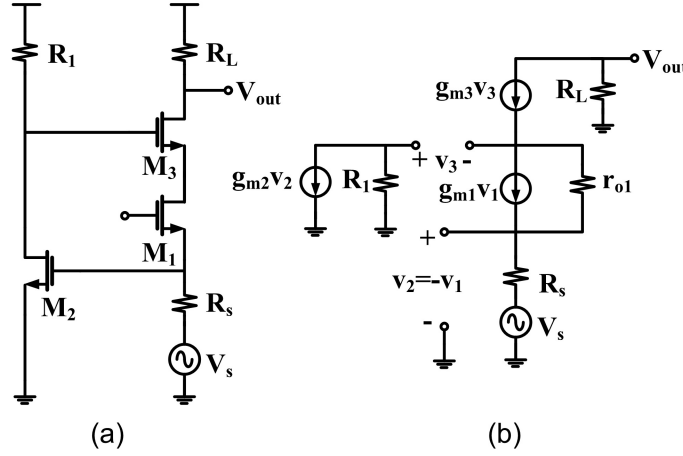 R1
RL
Vout
M3
M1
M2
Rs
Vs
(a)
gm3v3
RL
Vout
gm2v2
R1
+ v3 -
gm1v1
ro1
+
v2=-v1
-
Rs
Vs
(b)